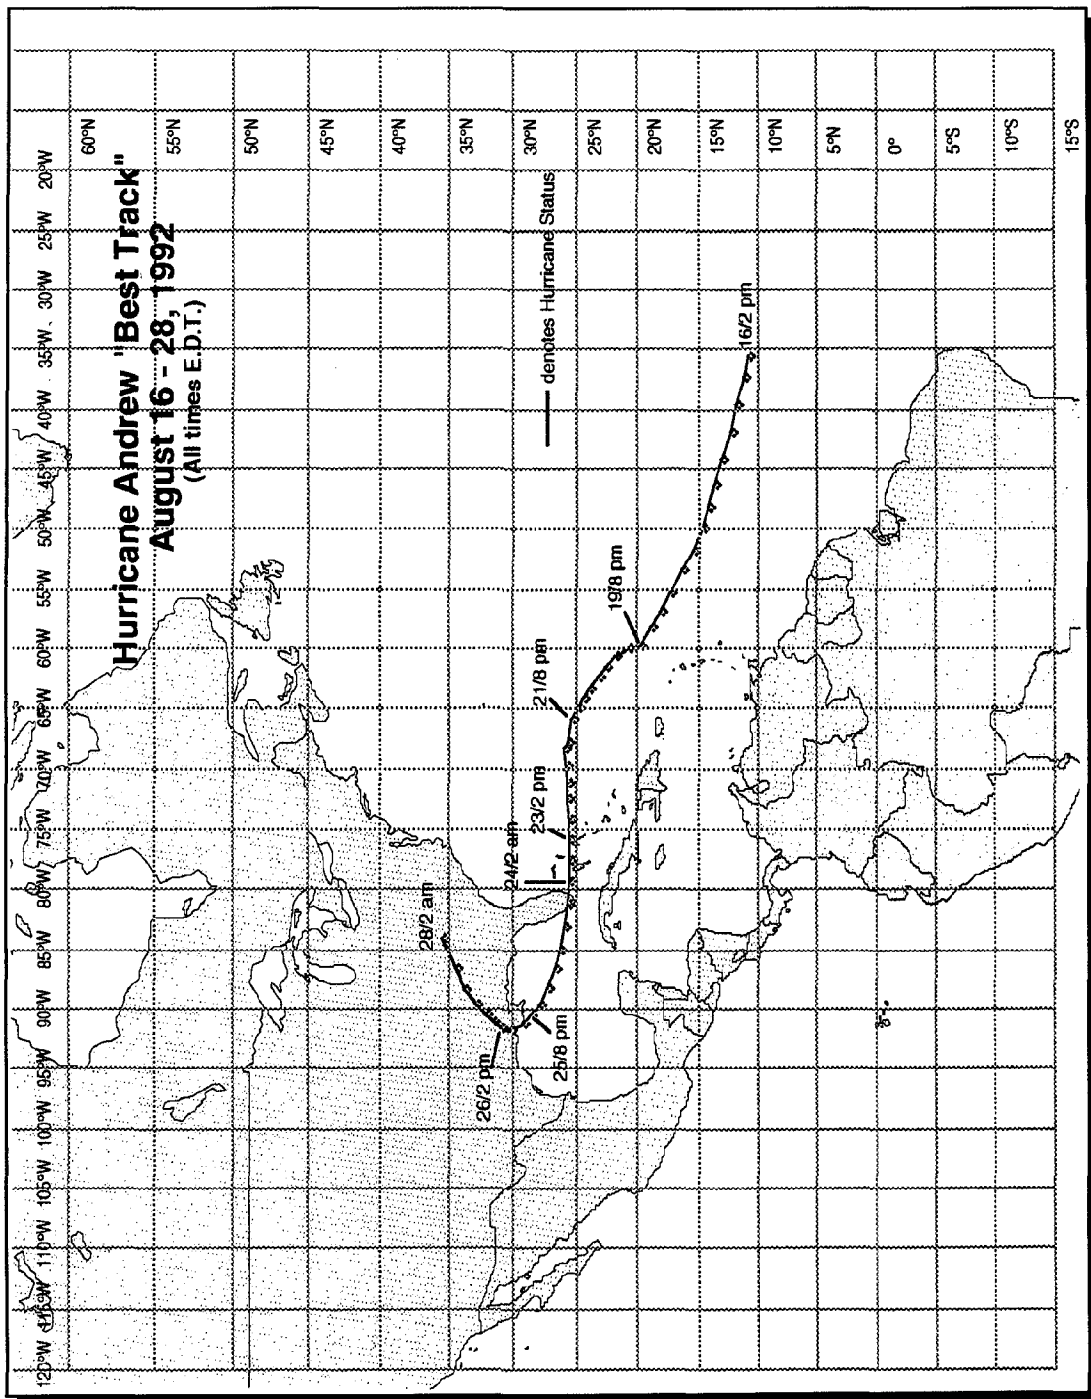 120°W 115°W 110°W 105°W 100°W 95°W 90°W 85°W 80°W 75°W 70°W 65°W 60°W 55°W 50°W 45°W 40°W 35°W 30°W 25°W 20°W
Hurricane Andrew "Best Track"
August 16 - 28, 1992
(All times E.D.T.)
60°N
55°N
50°N
40°N
35°N
30°N
25°N
20°N
15°N
5°N
0°
5°S
10°S
15°S
28/2 am
26/2 pm
24/2 am
23/2 pm
21/8 pm
denotes Hurricane Status
25/8 pm
19/8 pm
16/2 pm